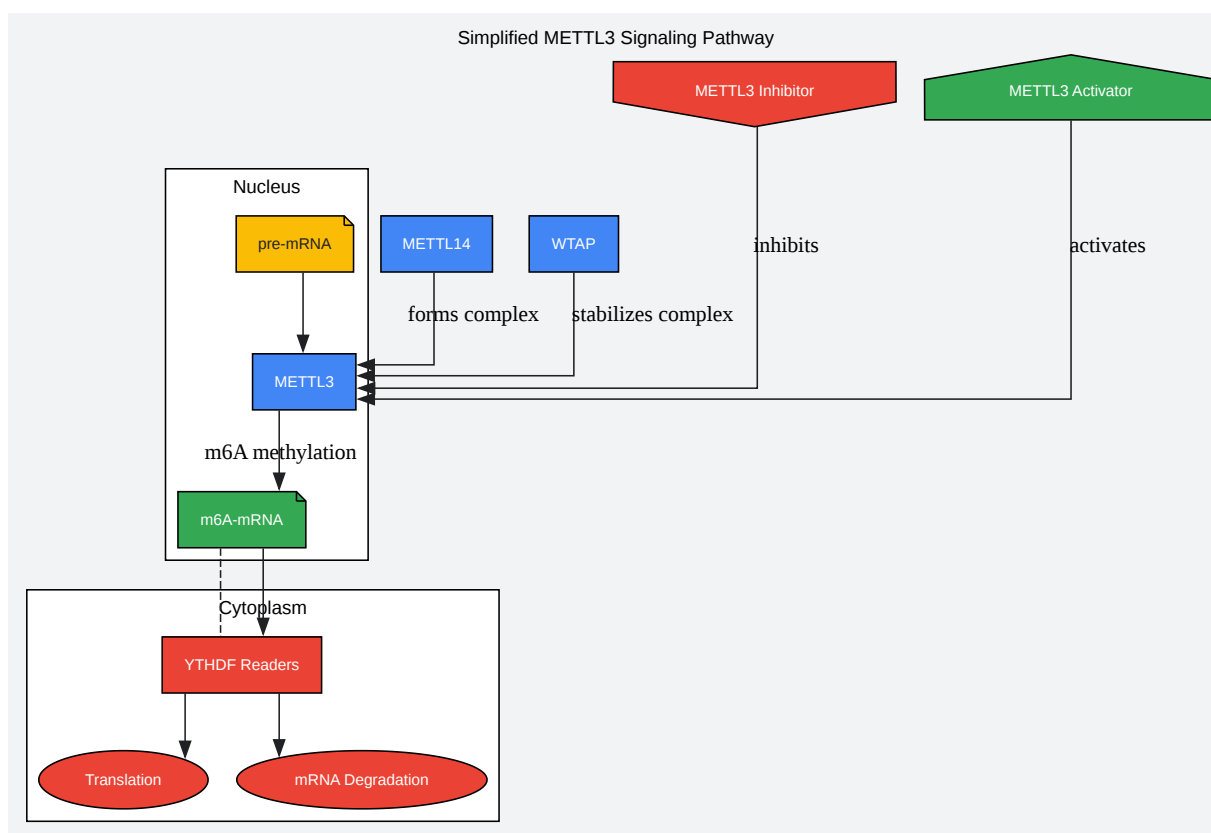 Simplified METTL3 Signaling Pathway
METTL3 Inhibitor
METTL3 Activator
Nucleus
pre-mRNA
METTL14
WTAP
inhibits
activates
forms complex
stabilizes complex
METTL3
m6A methylation
m6A-mRNA
Cytoplasm
YTHDF Readers
Translation
mRNA Degradation